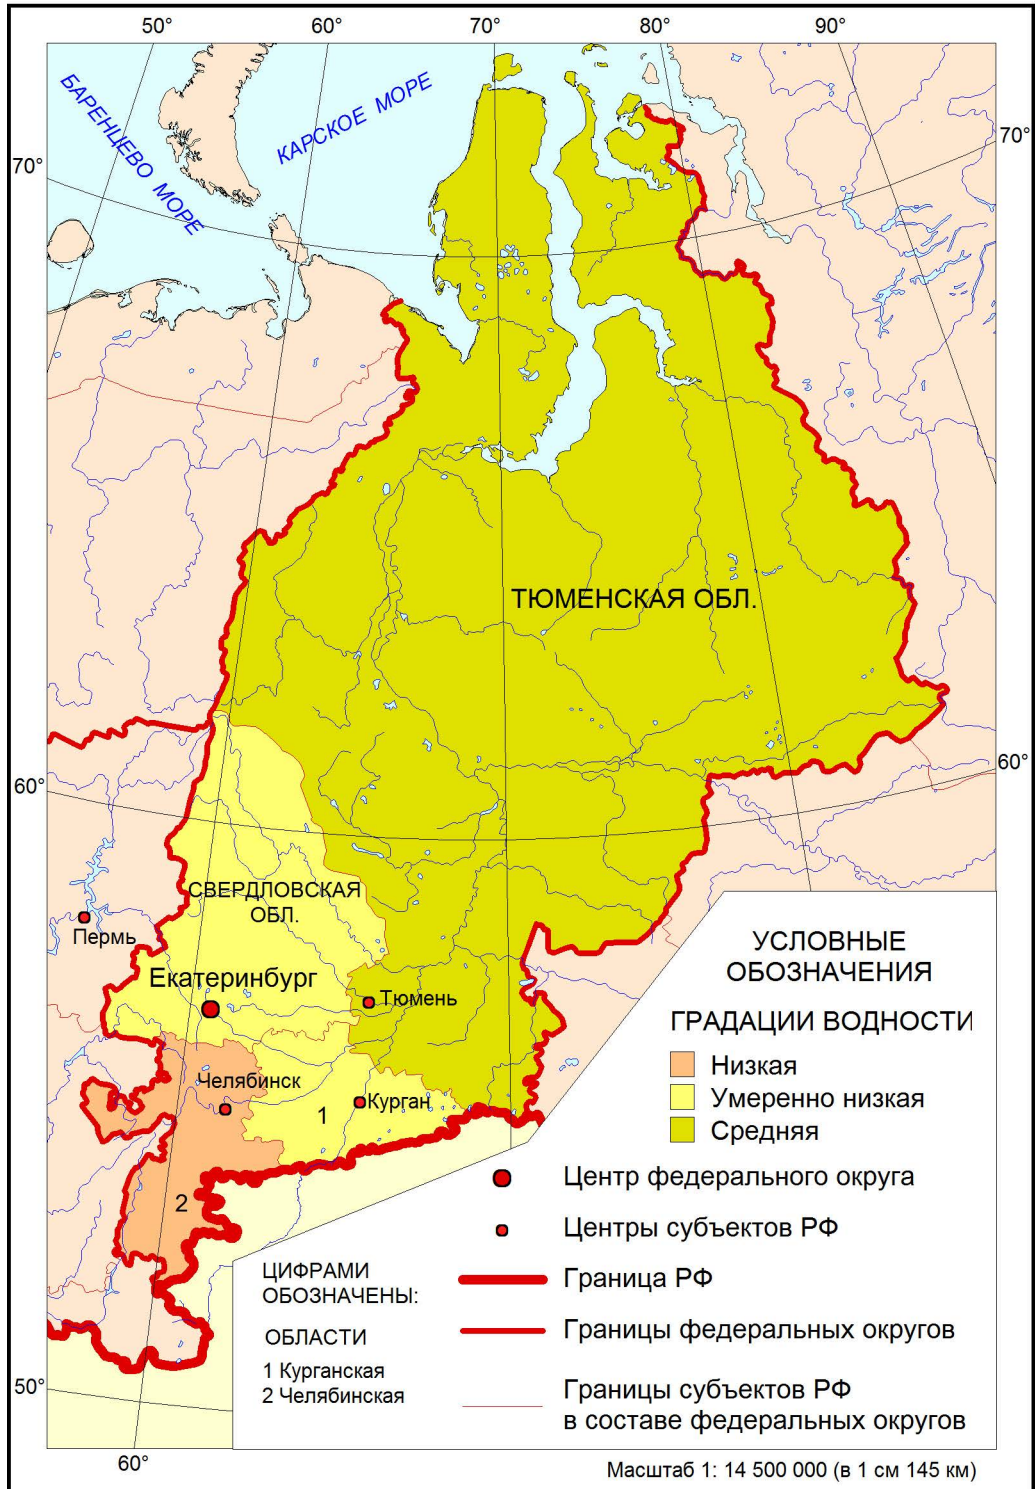 50°
60°
70°
80°
90°
БАРЕНЦЕВО МОРЕ
КАРСКОЕ МОРЕ
70°
70°
ТЮМЕНСКАЯ ОБЛ.
60°
60°
СВЕРДЛОВСКАЯ
ОБЛ.
Пермь
Екатеринбург
Тюмень
Челябинск
1
Курган
2
50°
60°
УСЛОВНЫЕ
ОБОЗНАЧЕНИЯ
ГРАДАЦИИ ВОДНОСТИ
Низкая
Умеренно низкая
Средняя
Центр федерального округа
Центры субъектов РФ
Граница РФ
Границы федеральных округов
Границы субъектов РФ
в составе федеральных округов
ЦИФРАМИ
ОБОЗНАЧЕНЫ:
ОБЛАСТИ
1 Курганская
2 Челябинская
Масштаб 1: 14 500 000 (в 1 см 145 км)